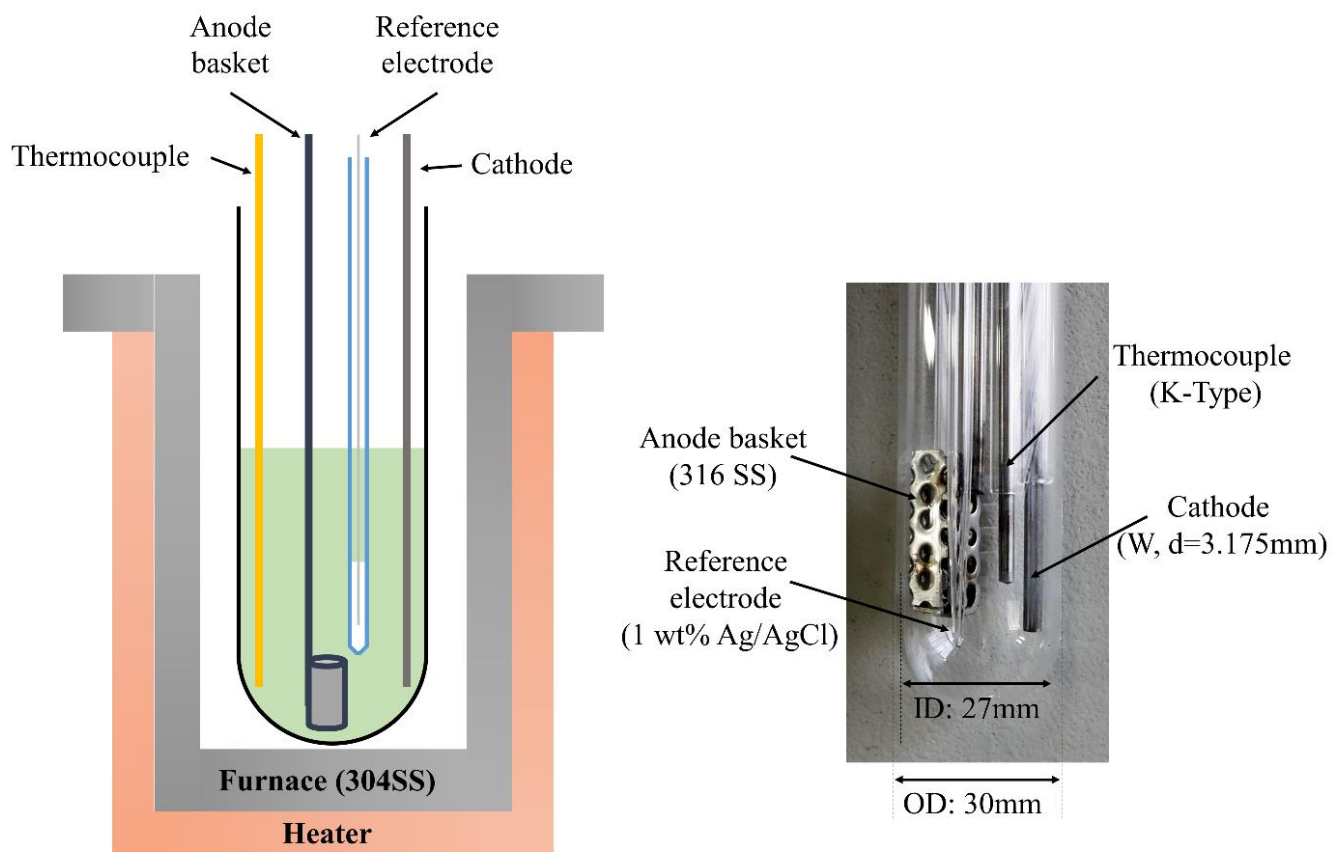 Anode
basket
Reference
electrode
Thermocouple
Cathode
Furnace (304SS)
Heater
Thermocouple
(K-Type)
Anode basket
(316 SS)
Cathode
(W, d=3.175mm)
Reference
electrode
(1 wt% Ag/AgCl)
ID: 27mm
OD: 30mm